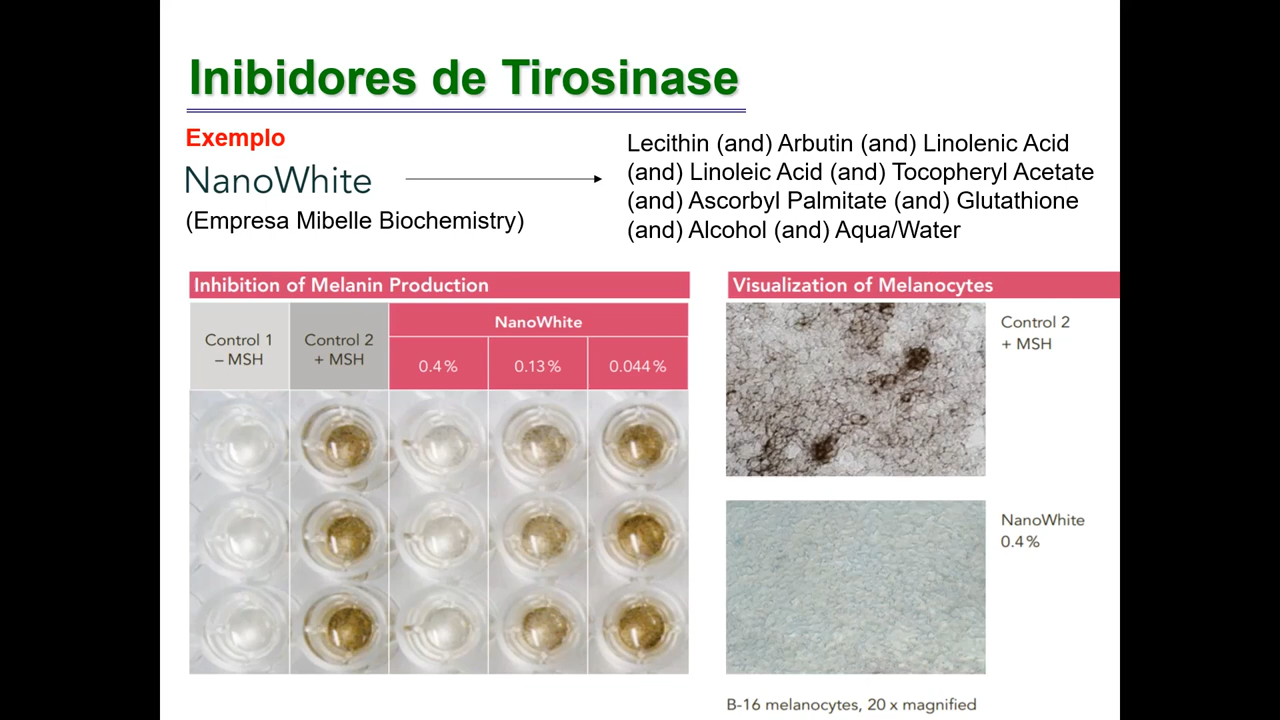 Inibidores de Tirosinase
Exemplo
NanoWhite
(Empresa Mibelle Biochemistry)
Lecithin (and) Arbutin (and) Linolenic Acid
(and) Linoleic Acid (and) Tocopheryl Acetate
(and) Ascorbyl Palmitate (and) Glutathione
(and) Alcohol (and) Aqua/Water
Inhibition of Melanin Production
Control 1
– MSH
Control 2
+ MSH
NanoWhite
0.4 %
0.13 %
0.044 %
Visualization of Melanocytes
Control 2
+ MSH
NanoWhite
0.4 %
B-16 melanocytes, 20 x magnified